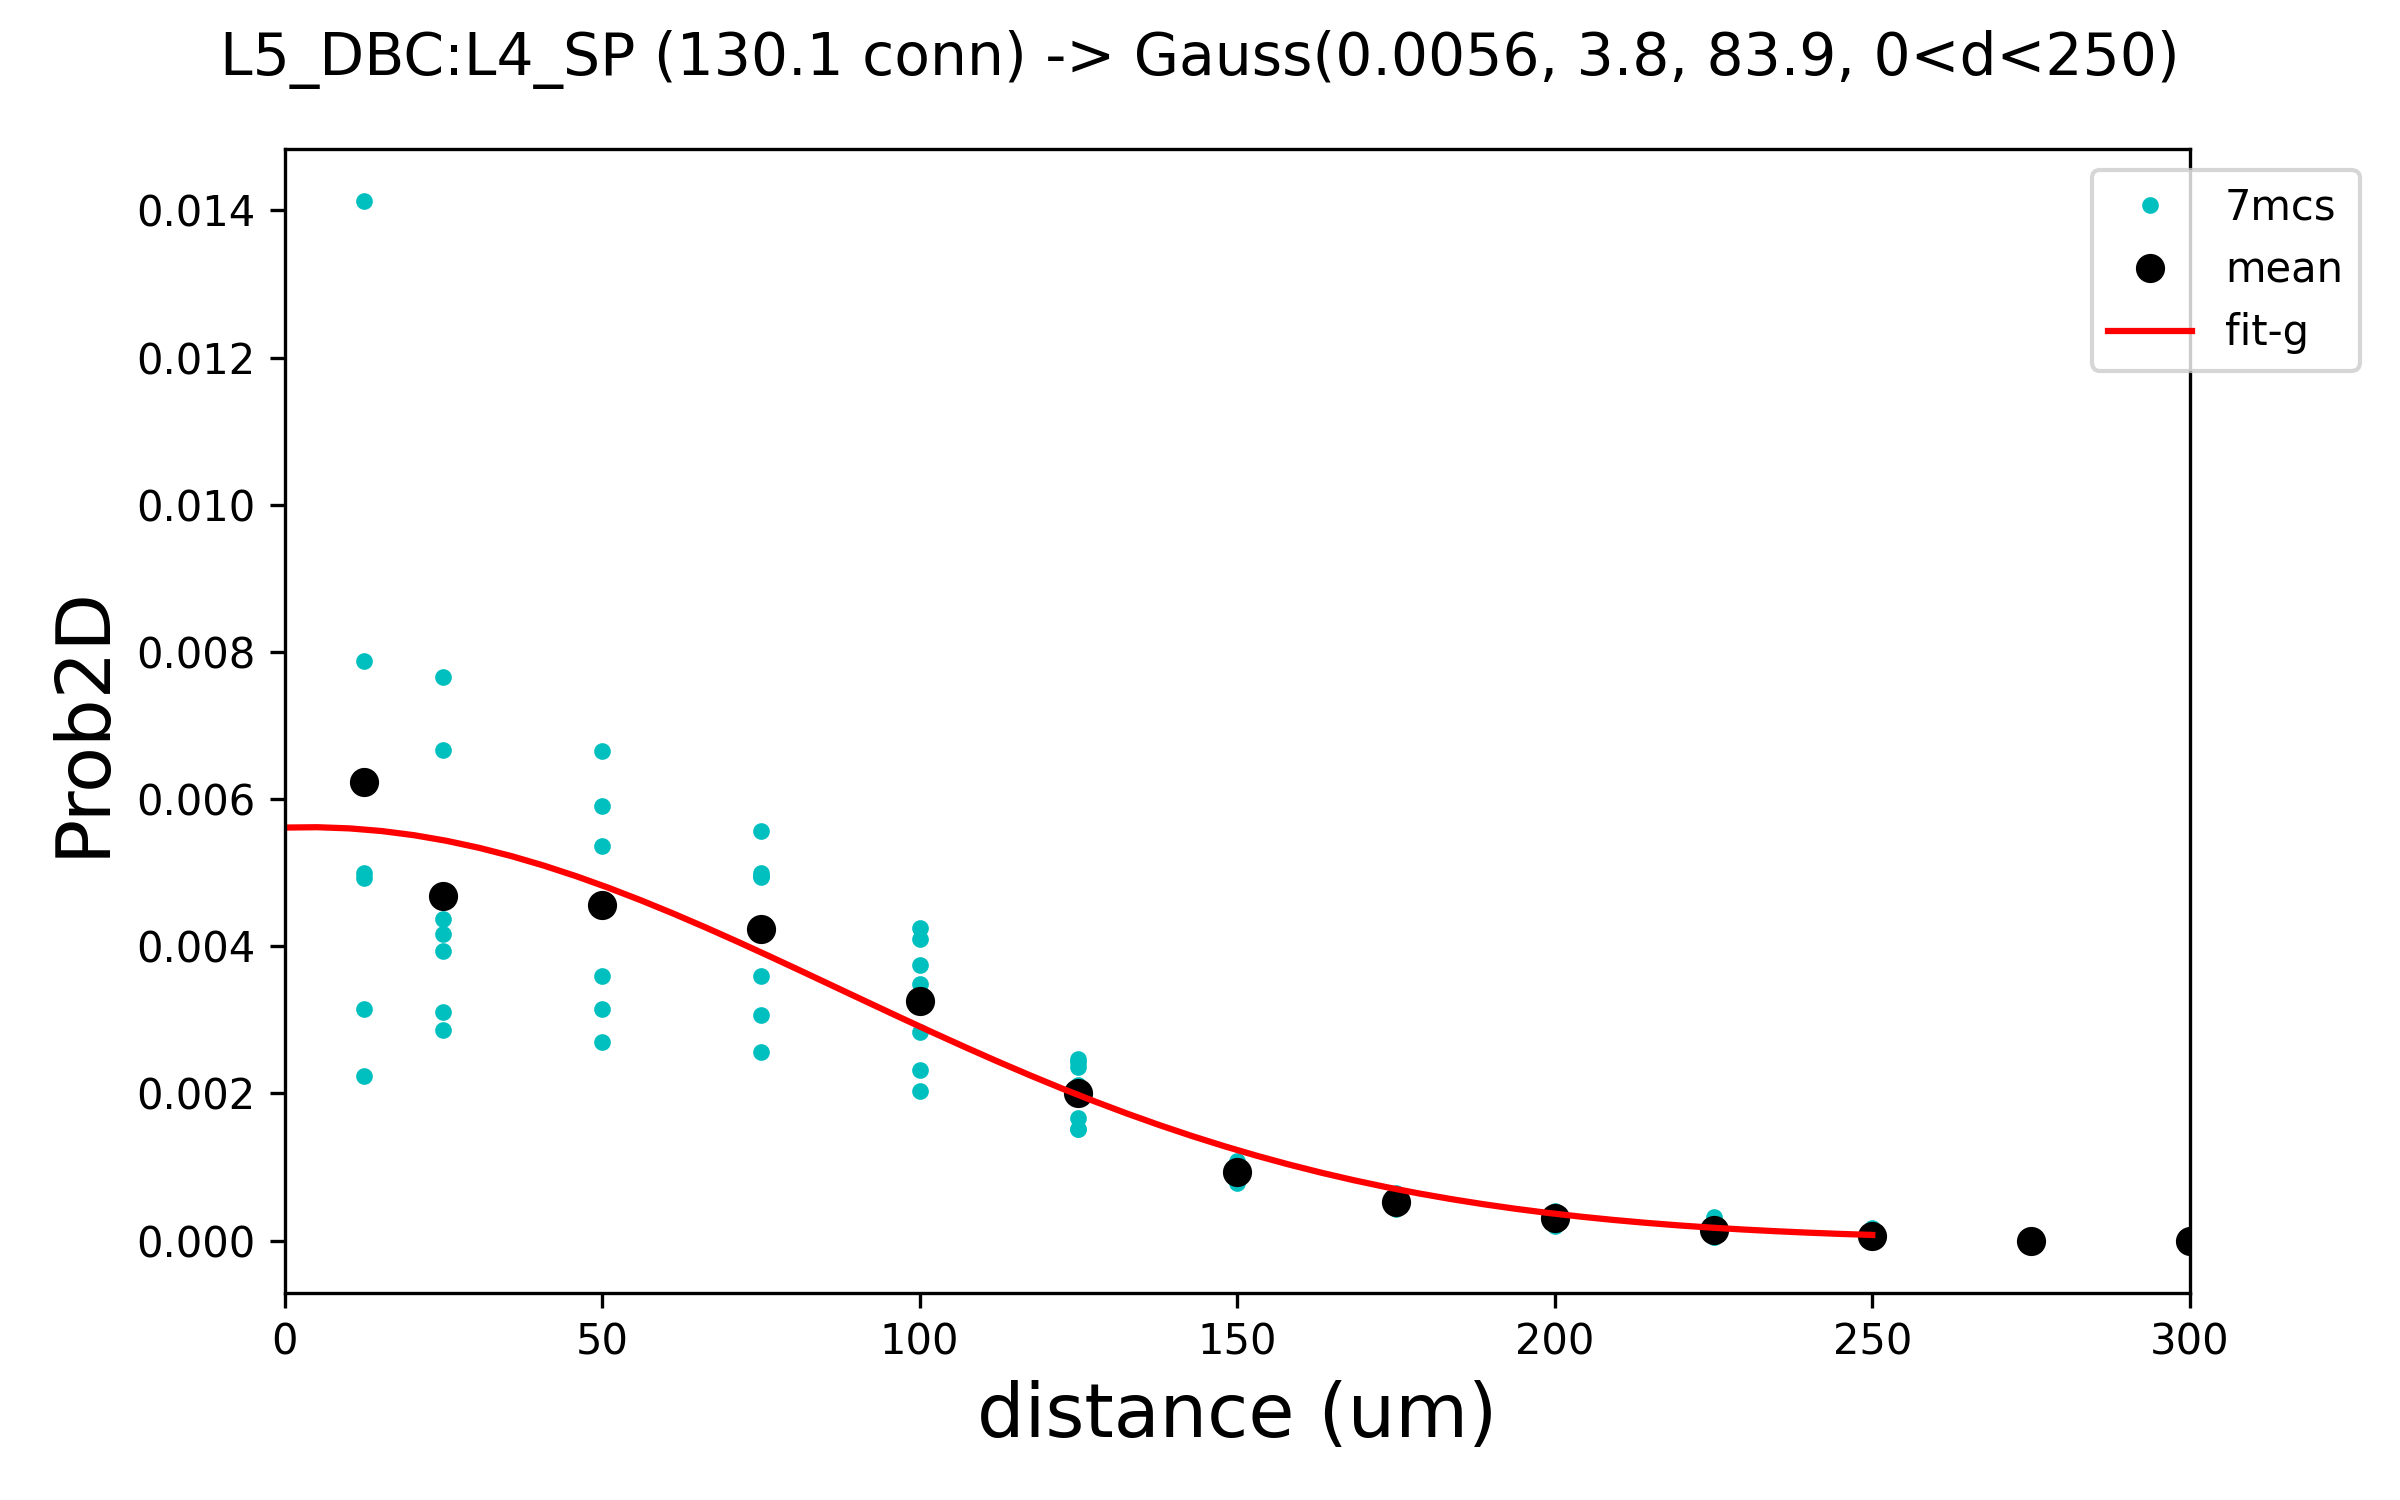 L5_DBC:L4_SP (130.1 conn) -> Gauss(0.0056, 3.8, 83.9, 0<d<250)
7mcs
mean
fit-g
Prob2D
0.014
0.012
0.010
0.008
0.006
0.004
0.002
0.000
0 50 100 150 200 250 300
distance (um)